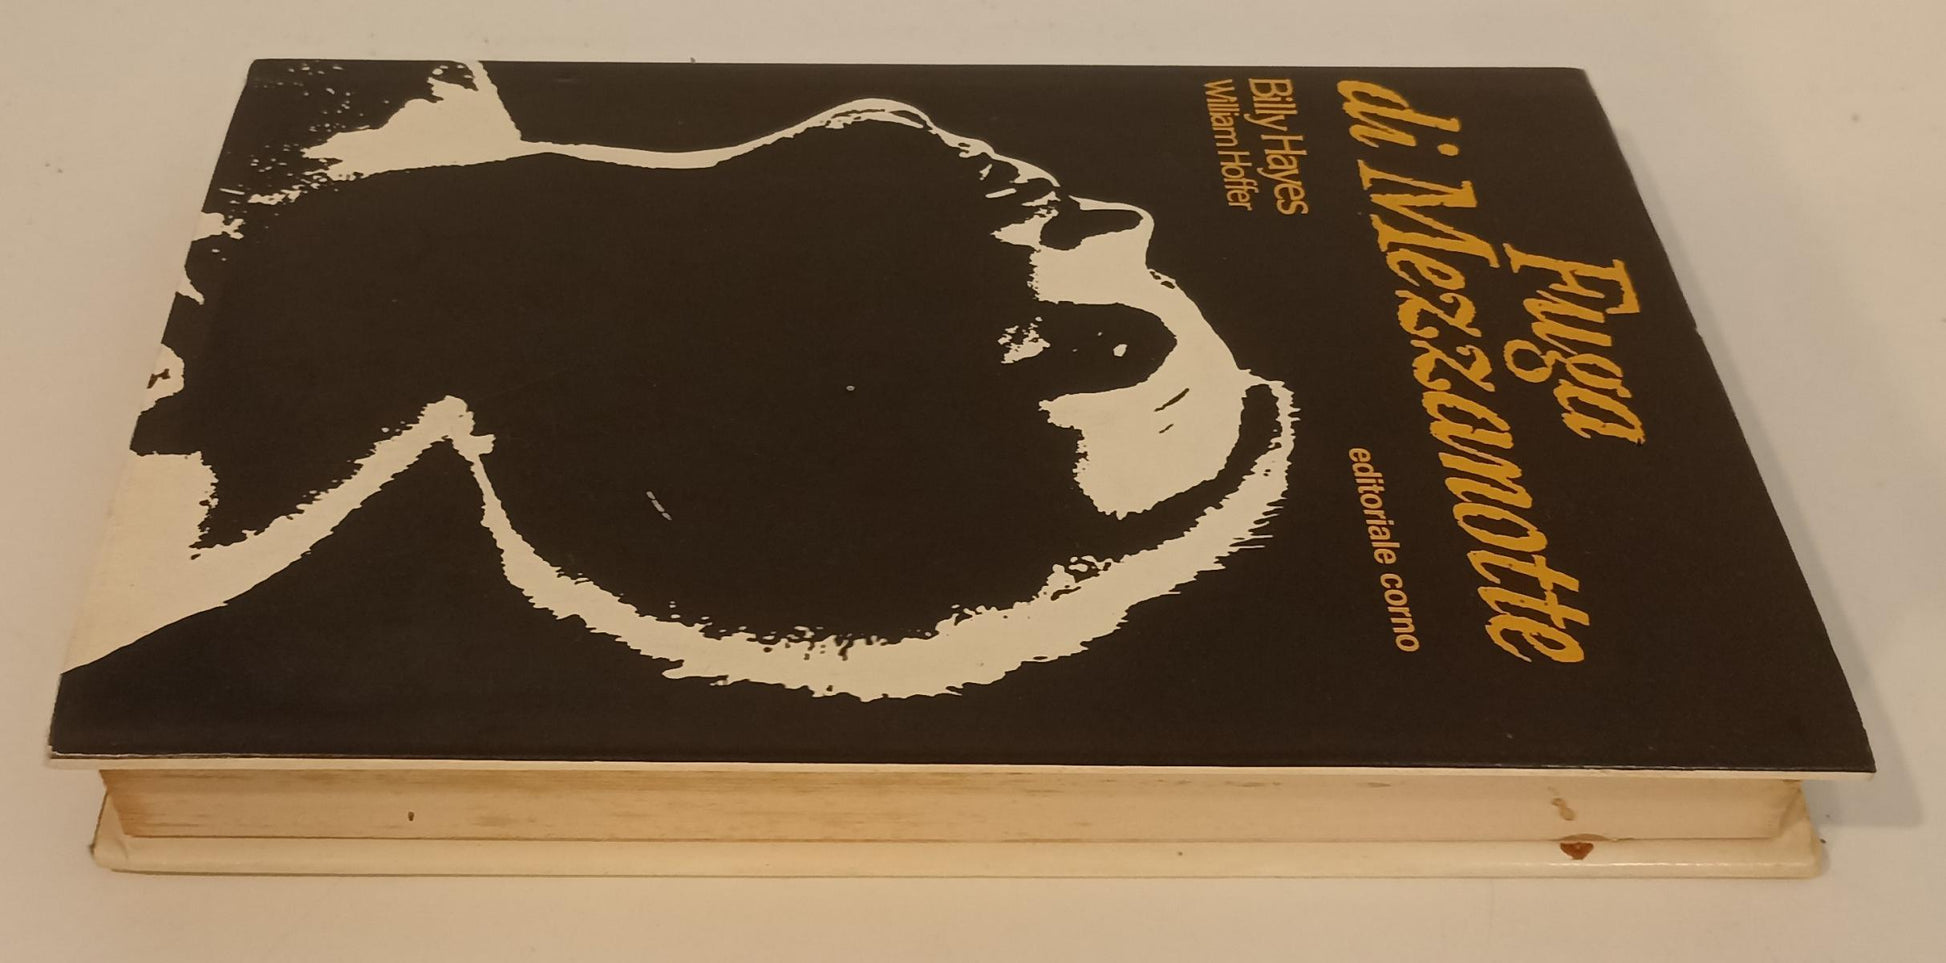 Fuga
di Mezzanotte
editoriale corno
Billy Hayes
William Hoffer